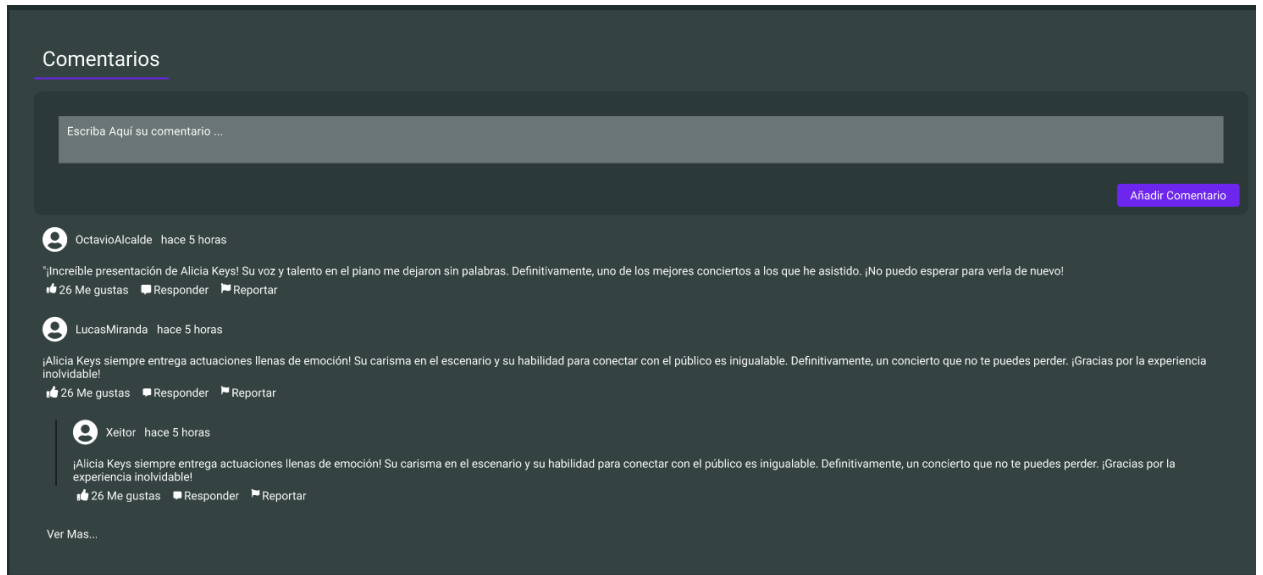 Comentarios
Escriba Aquí su comentario ...
Añadir Comentario
OctavioAlcalde hace 5 horas
"¡Increíble presentación de Alicia Keys! Su voz y talento en el piano me dejaron sin palabras. Definitivamente, uno de los mejores conciertos a los que he asistido. ¡No puedo esperar para verla de nuevo!
26 Me gustas Responder Reportar
LucasMiranda hace 5 horas
¡Alicia Keys siempre entrega actuaciones llenas de emoción! Su carisma en el escenario y su habilidad para conectar con el público es inigualable. Definitivamente, un concierto que no te puedes perder. ¡Gracias por la experiencia
inolvidable!
26 Me gustas Responder Reportar
Xeitor hace 5 horas
¡Alicia Keys siempre entrega actuaciones llenas de emoción! Su carisma en el escenario y su habilidad para conectar con el público es inigualable. Definitivamente, un concierto que no te puedes perder. ¡Gracias por la
experiencia inolvidable!
26 Me gustas Responder Reportar
Ver Mas...